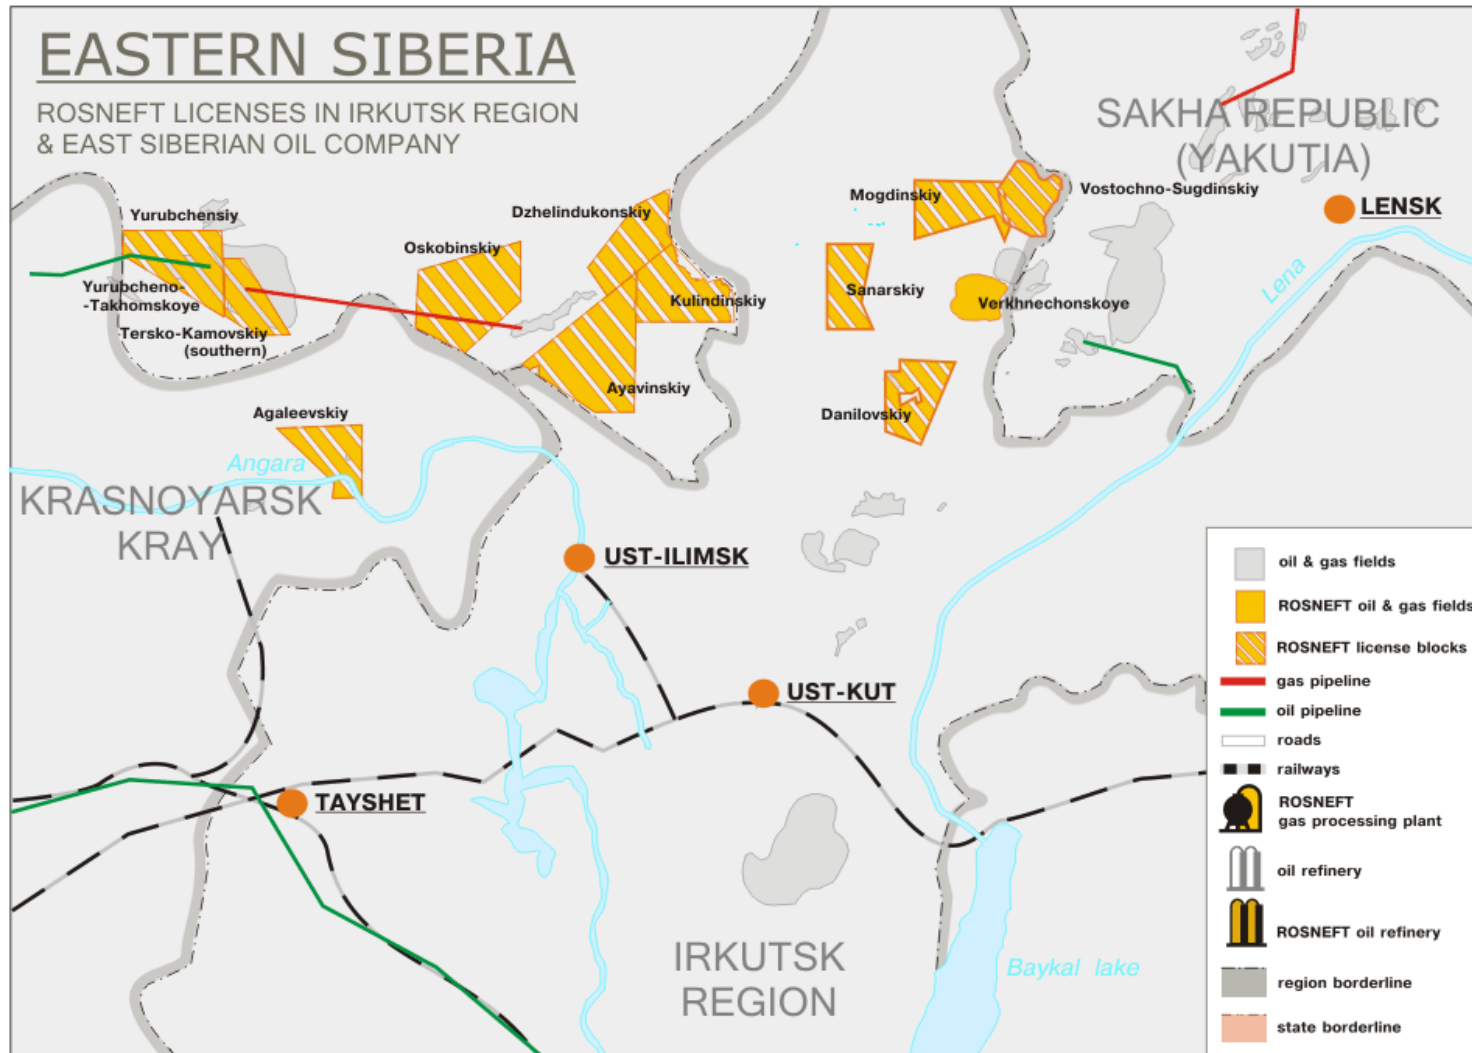 EASTERN SIBERIA
ROSNEFT LICENSES IN IRKUTSK REGION
& EAST SIBERIAN OIL COMPANY
SAKHA REPUBLIC
(YAKUTIA)
Yurubchensiy
Dzhelindukonskiy
Mogdinskiy
Vostochno-Sugdinskiy
LENSK
Oskobinskiy
Yurubcheno-
-Takhomskoye
Tersko-Kamovskiy
(southern)
Kulindinskiy
Sanarskiy
Verkhnechonskoye
Lena
Ayavinskiy
Agaleevskiy
Danilovskiy
Angara
KRASNOYARSK
KRAY
UST-ILIMSK
UST-KUT
TAYSHET
IRKUTSK
REGION
Baykal lake
oil & gas fields
ROSNEFT oil & gas fields
ROSNEFT license blocks
gas pipeline
oil pipeline
roads
railways
ROSNEFT
gas processing plant
oil refinery
ROSNEFT oil refinery
region borderline
state borderline